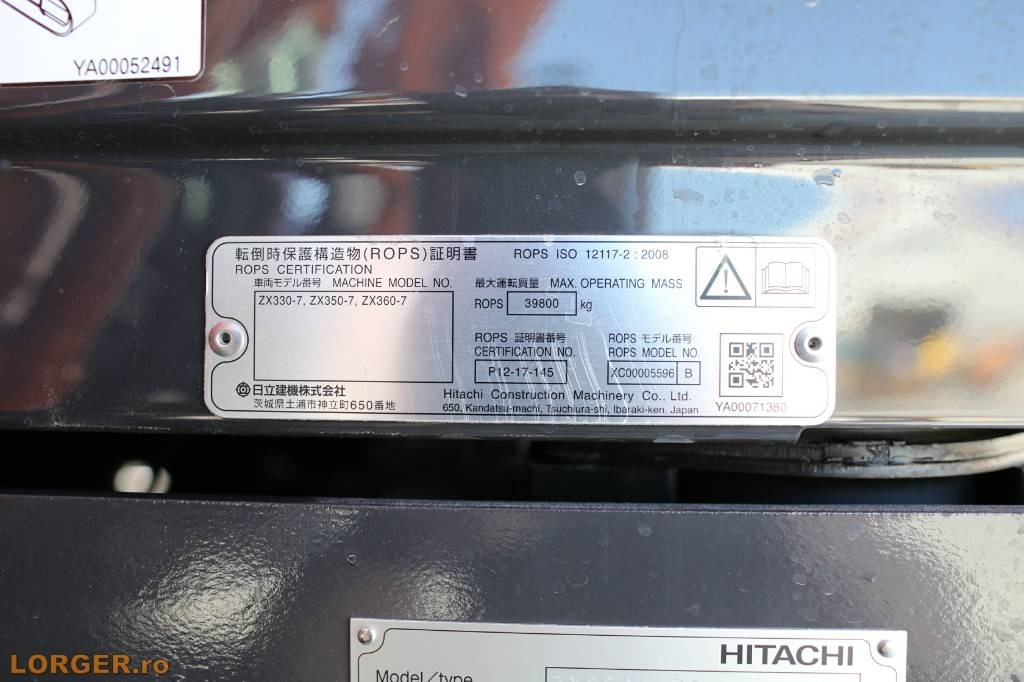 YA00052491
転倒時保護構造物(ROPS)証明書 ROPS ISO 12117-2 : 2008
ROPS CERTIFICATION
車両モデル番号 MACHINE MODEL NO. 最大運転質量 MAX. OPERATING MASS
ZX330-7, ZX350-7, ZX360-7
ROPS 39800 kg
ROPS 証明書番号 ROPS モデル番号
CERTIFICATION NO. ROPS MODEL NO.
P12-17-145 XC00005596 B
日立建機株式会社 Hitachi Construction Machinery Co., Ltd.
茨城県土浦市神立町650番地 650, Kandatsu-machi, Tsuchiura-shi, Ibaraki-ken, Japan
YA00071380
HITACHI
Model/type
LORGER.ro